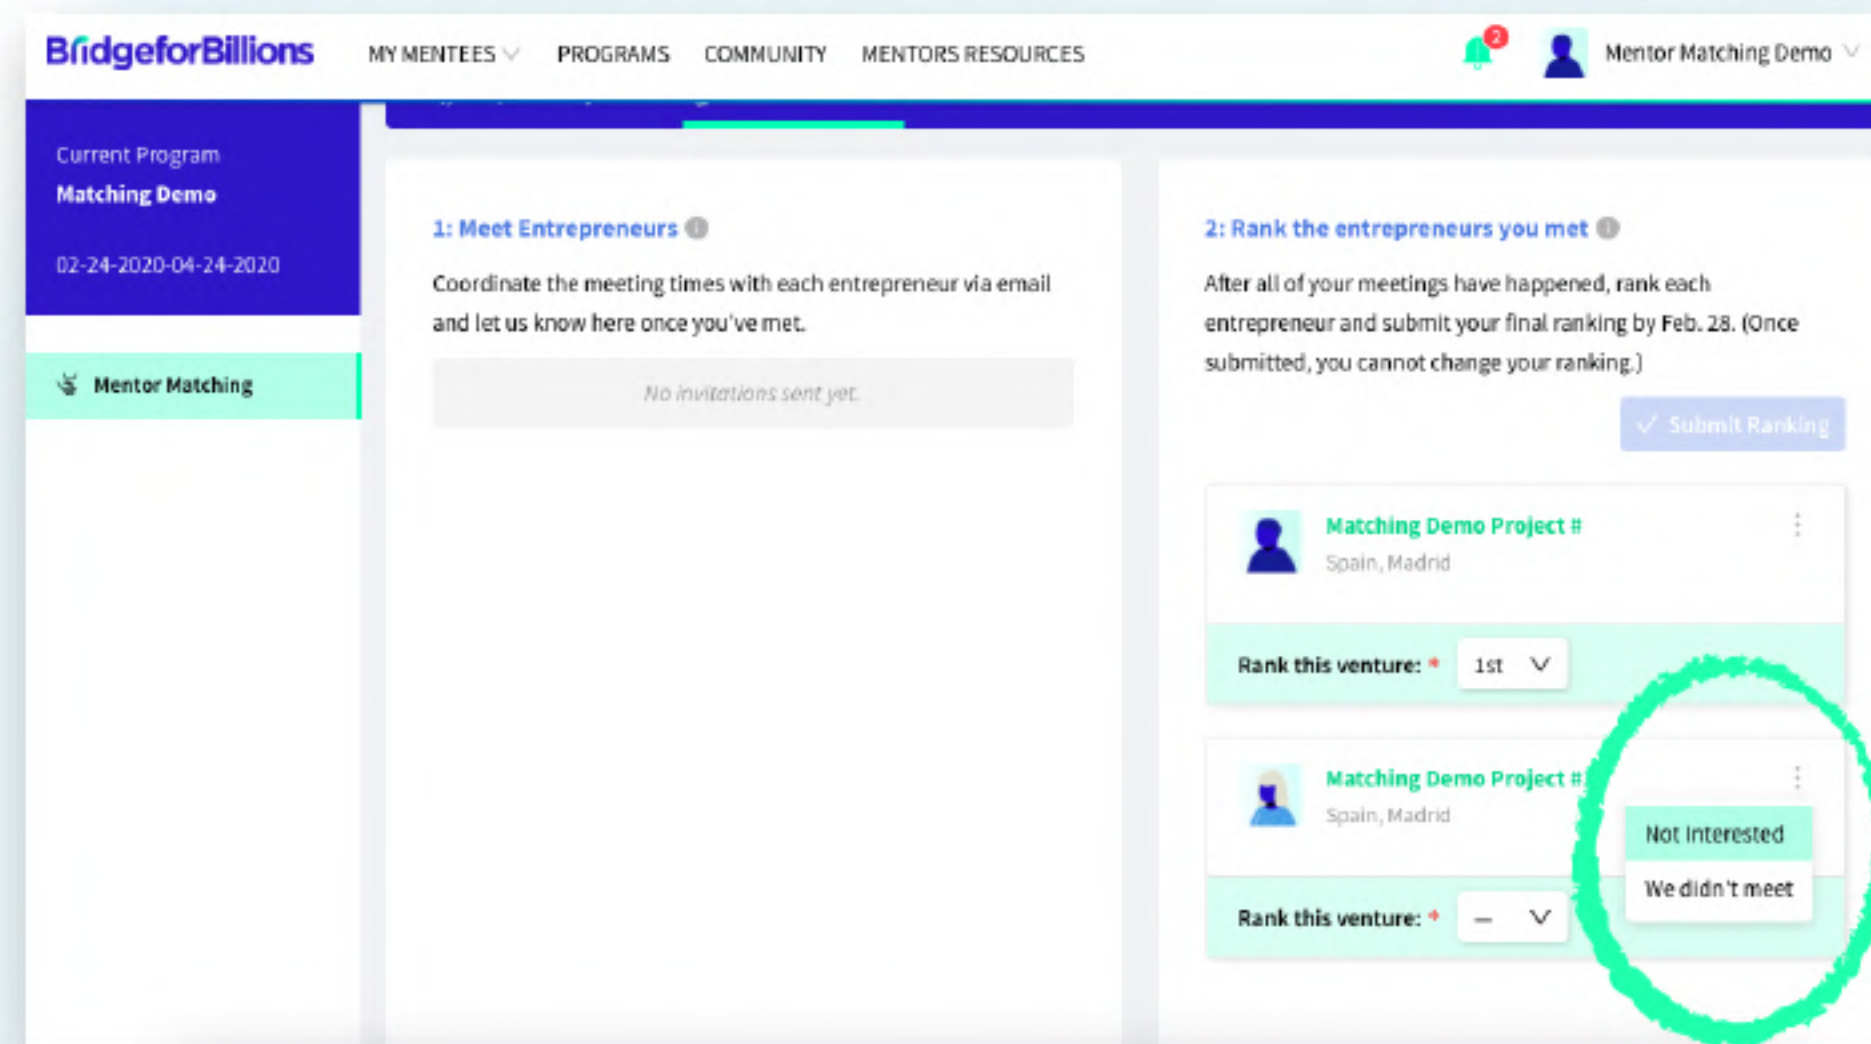 BridgeforBillions
MY MENTEES
PROGRAMS
COMMUNITY
MENTORS RESOURCES
2
Mentor Matching Demo
Current Program
Matching Demo
02-24-2020-04-24-2020
Mentor Matching
1: Meet Entrepreneurs
Coordinate the meeting times with each entrepreneur via email
and let us know here once you've met.
No invitations sent yet.
2: Rank the entrepreneurs you met
After all of your meetings have happened, rank each
entrepreneur and submit your final ranking by Feb. 28. (Once
submitted, you cannot change your ranking.)
Submit Ranking
Matching Demo Project #
Spain, Madrid
Rank this venture: * 1st
Matching Demo Project #
Spain, Madrid
Not Interested
We didn't meet
Rank this venture: * —